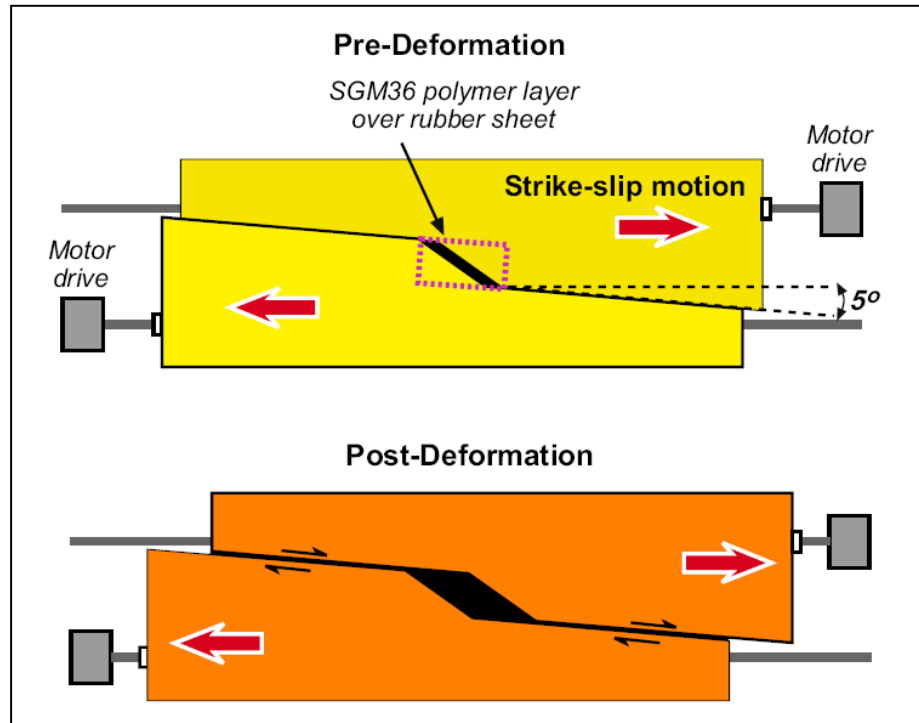 Pre-Deformation
SGM36 polymer layer
over rubber sheet
Motor
drive
Strike-slip motion
Motor
drive
5º
Post-Deformation